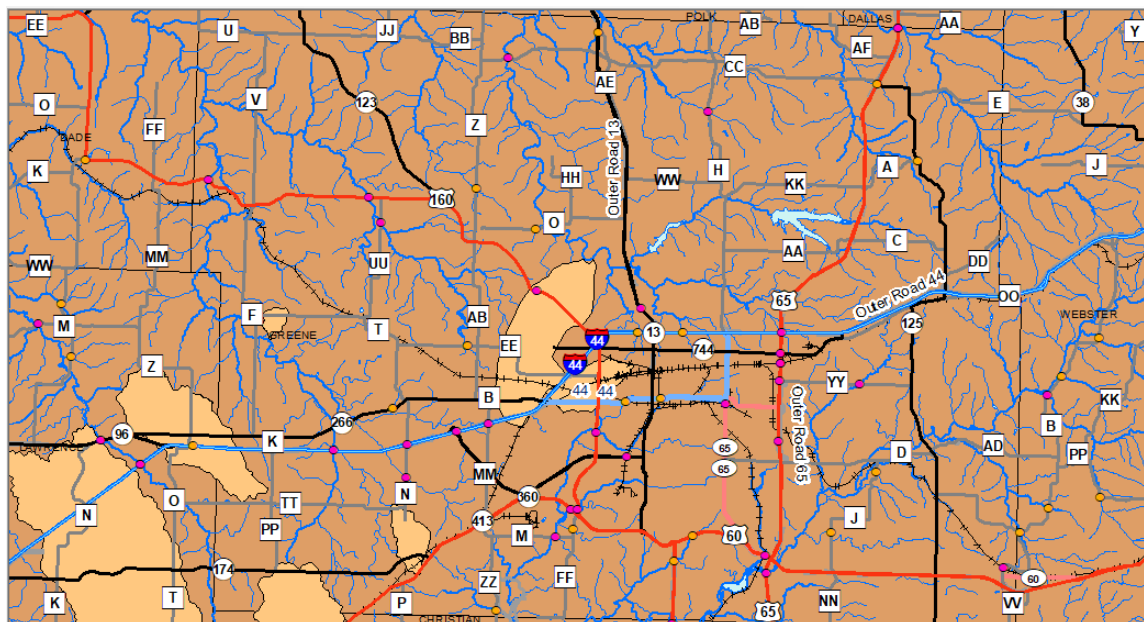 EE
U
JJ
BB
POLK
AB
DALLAS
AA
Y
AF
CC
AE
O
V
123
Z
E
38
FF
DADE
K
HH
WW
H
KK
A
J
160
Outer Road 13
O
MM
UU
AA
C
WW
DD
65
Outer Road 44
OO
M
F
GREENE
T
AB
13
125
WEBSTER
EE
44
744
Z
44
44 44
YY
B
Outer Road 65
KK
B
266
96
K
LAWRENCE
65
D
AD
PP
MM
65
N
O
TT
N
360
PP
413
M
60
J
174
FF
60
K
T
P
ZZ
65
NN
VV
CHRISTIAN